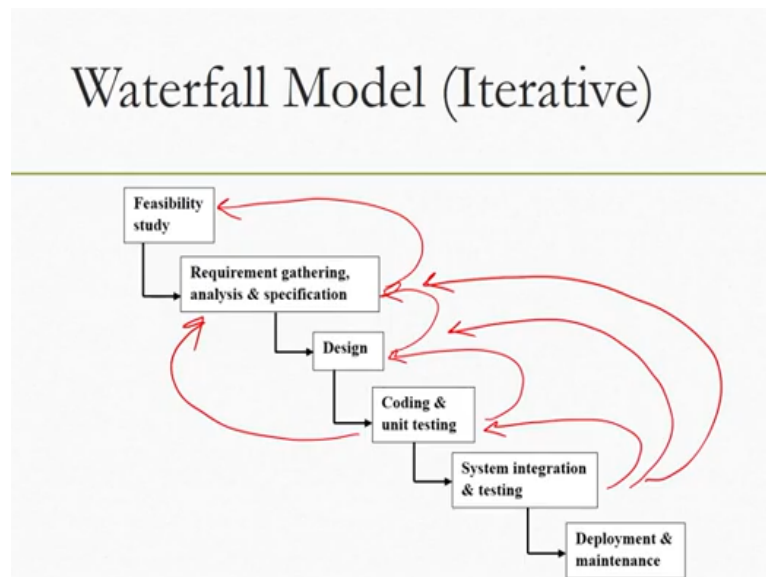 Waterfall Model (Iterative)
Feasibility
study
Requirement gathering,
analysis & specification
Design
Coding &
unit testing
System integration
& testing
Deployment &
maintenance